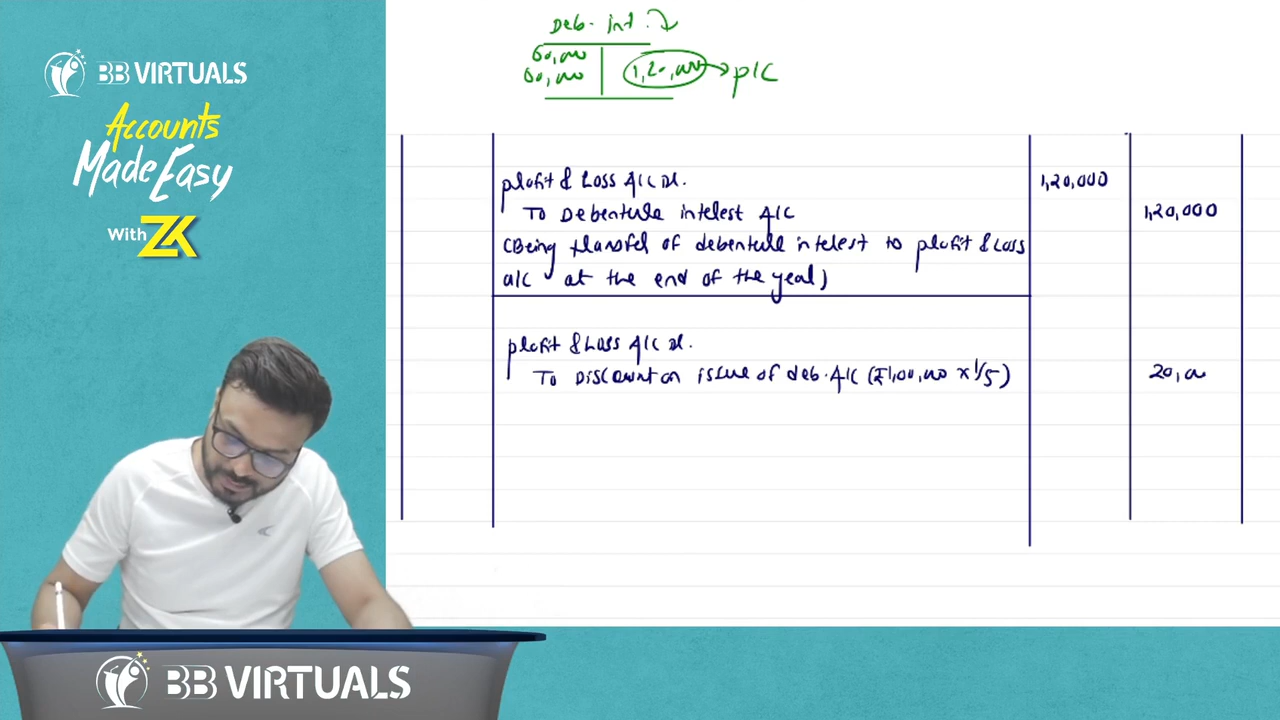 BB VIRTUALS
Accounts
Made Easy
With ZK
Deb. int.
60,000
60,000 1,20,000 → P/L
Profit & Loss A/C Dr. 1,20,000
To Debenture interest A/C 1,20,000
(Being transfer of debenture interest to profit & Loss
a/c at the end of the year)
Profit & Loss A/C Dr.
To Discount on issue of deb. A/C (₹1,00,000 x 1/5) 20,00
BB VIRTUALS